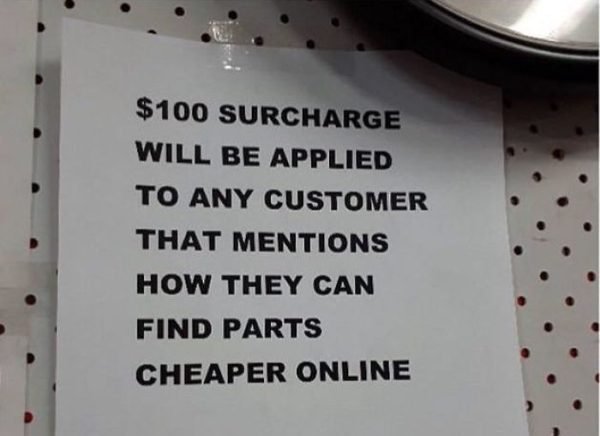 $100 SURCHARGE
WILL BE APPLIED
TO ANY CUSTOMER
THAT MENTIONS
HOW THEY CAN
FIND PARTS
CHEAPER ONLINE